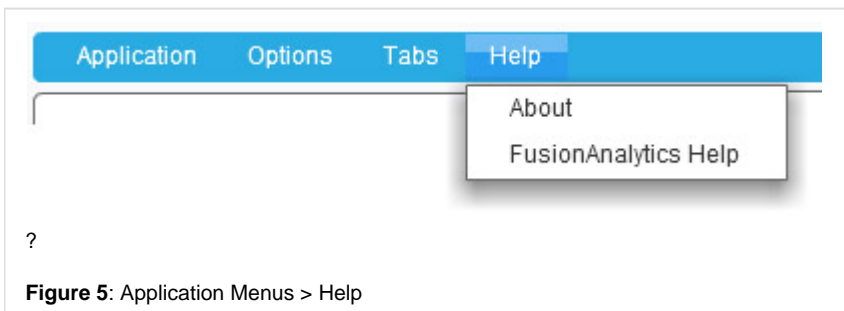 Application Options Tabs Help
About
FusionAnalytics Help
?
Figure 5: Application Menus > Help